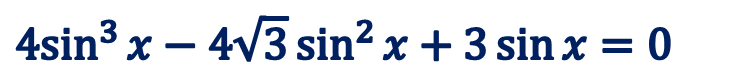 4sin³ x − 4√3 sin² x + 3 sin x = 0